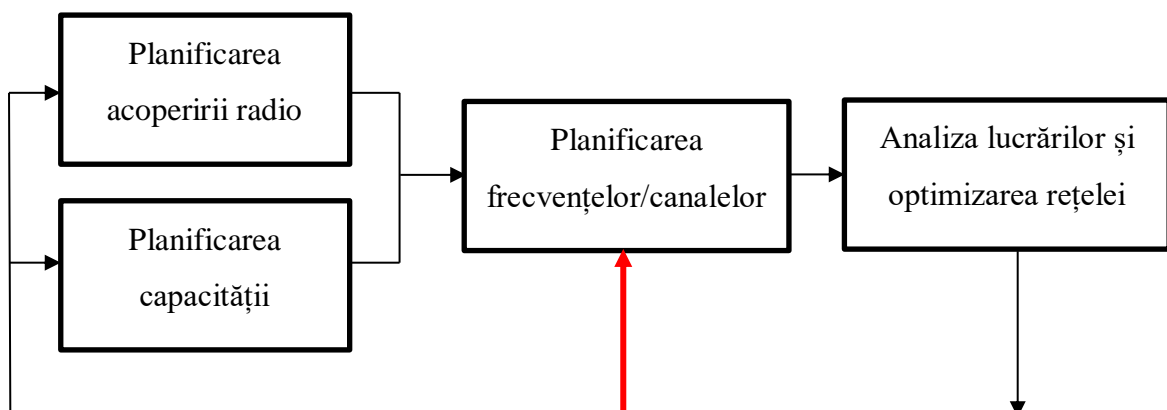 Planificarea
acoperirii radio
Planificarea
capacității
Planificarea
frecvențelor/canalelor
Analiza lucrărilor și
optimizarea rețelei